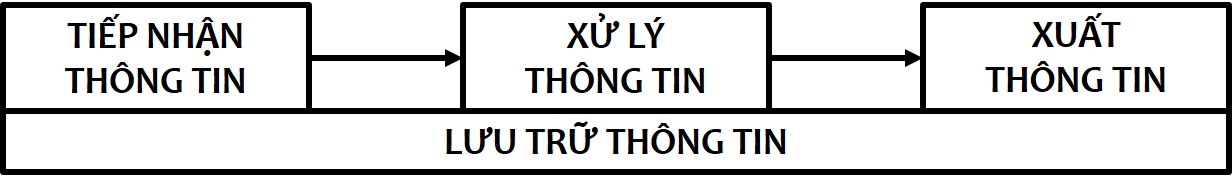 TIẾP NHẬN
THÔNG TIN
XỬ LÝ
THÔNG TIN
XUẤT
THÔNG TIN
LƯU TRỮ THÔNG TIN